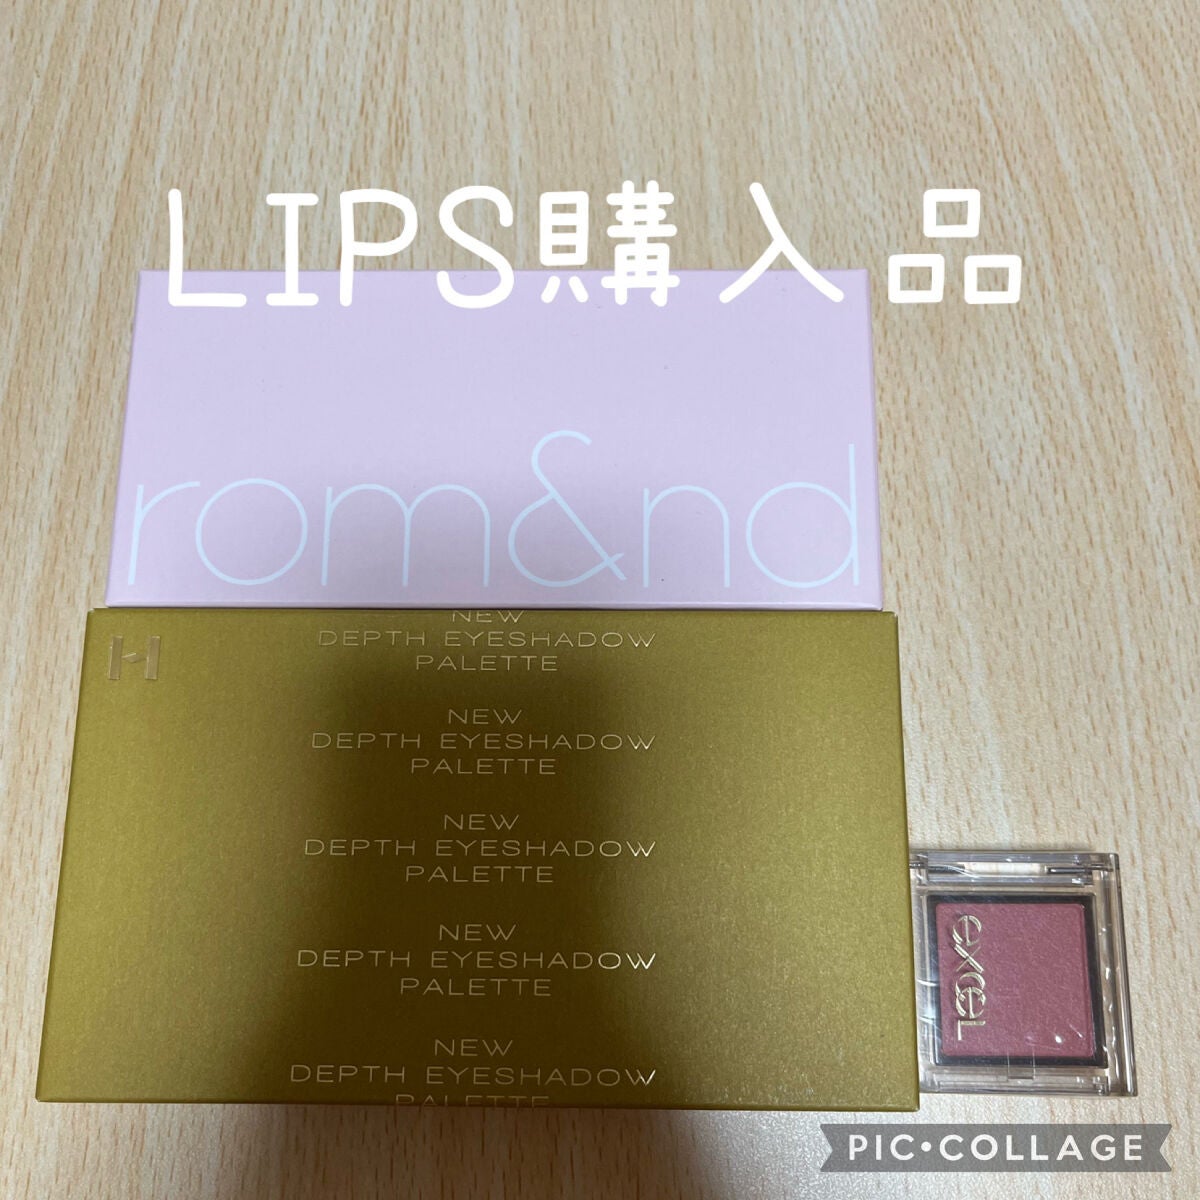 LIPS購入品
rom&nd
H
NEW
DEPTH EYESHADOW
PALETTE
NEW
DEPTH EYESHADOW
PALETTE
NEW
DEPTH EYESHADOW
PALETTE
NEW
DEPTH EYESHADOW
PALETTE
NEW
DEPTH EYESHADOW
PALETTE
excel
PIC•COLLAGE